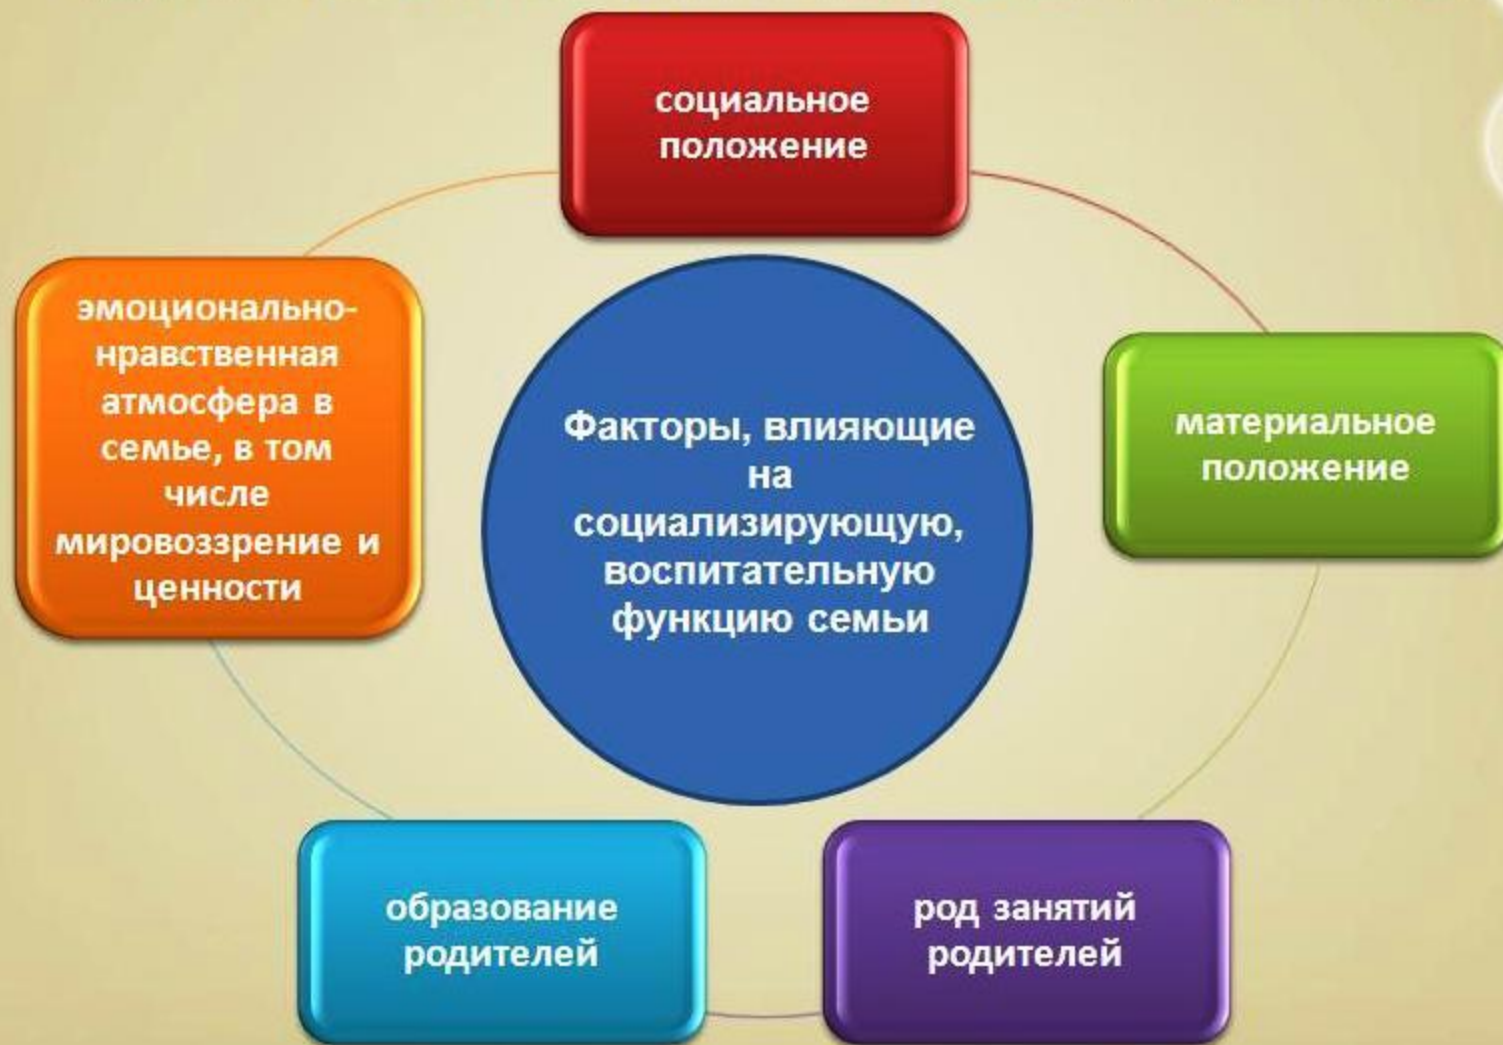 социальное
положение
материальное
положение
род занятий
родителей
образование
родителей
эмоционально-
нравственная
атмосфера в
семье, в том
числе
мировоззрение и
ценности
Факторы, влияющие
на
социализирующую,
воспитательную
функцию семьи